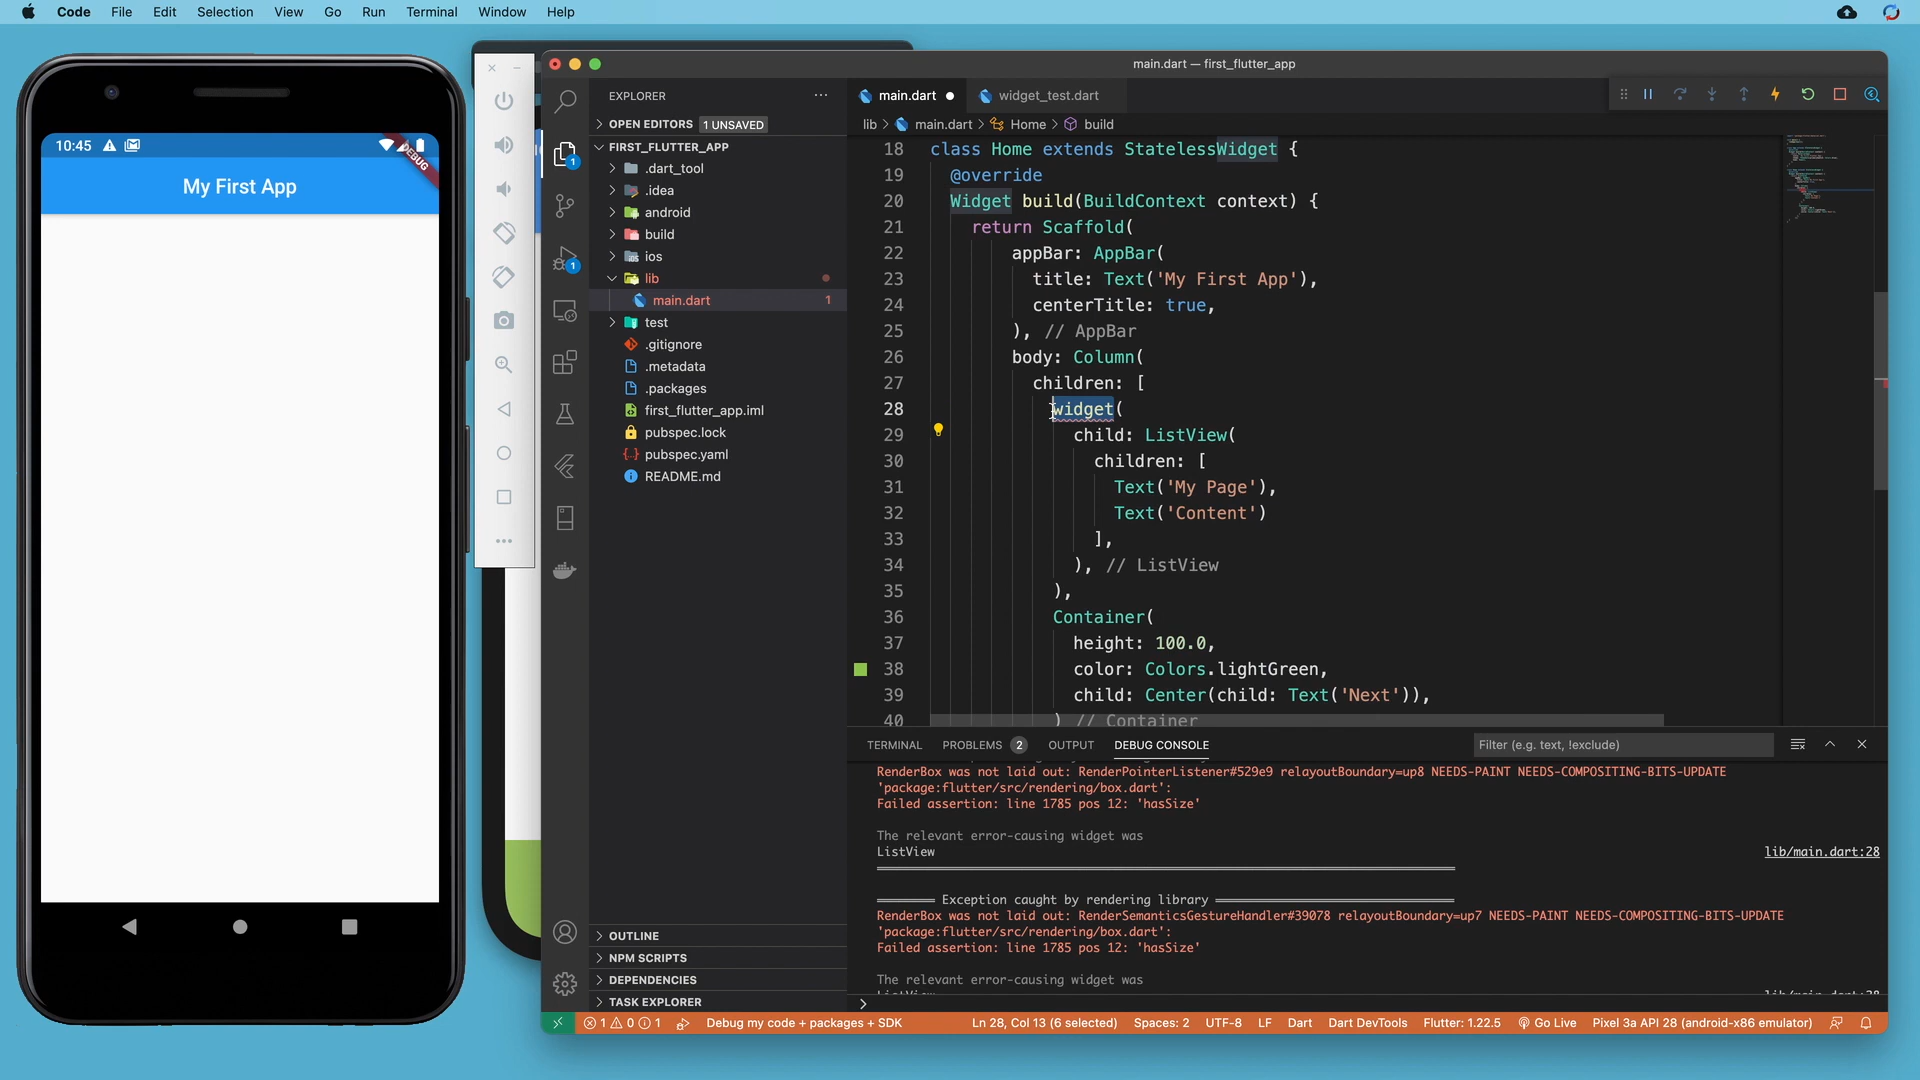 Code File Edit Selection View Go Run Terminal Window Help
10:45
DEBUG
My First App
main.dart — first_flutter_app
EXPLORER
OPEN EDITORS 1 UNSAVED
FIRST_FLUTTER_APP
.dart_tool
.idea
android
build
ios
lib
main.dart 1
test
.gitignore
.metadata
.packages
first_flutter_app.iml
pubspec.lock
pubspec.yaml
README.md
OUTLINE
NPM SCRIPTS
DEPENDENCIES
TASK EXPLORER
1
1
main.dart widget_test.dart
lib > main.dart > Home > build
18 class Home extends StatelessWidget {
19 @override
20 Widget build(BuildContext context) {
21 return Scaffold(
22 appBar: AppBar(
23 title: Text('My First App'),
24 centerTitle: true,
25 ), // AppBar
26 body: Column(
27 children: [
28 widget(
29 child: ListView(
30 children: [
31 Text('My Page'),
32 Text('Content')
33 ],
34 ), // ListView
35 ),
36 Container(
37 height: 100.0,
38 color: Colors.lightGreen,
39 child: Center(child: Text('Next')),
40 ) // Container
TERMINAL PROBLEMS 2 OUTPUT DEBUG CONSOLE Filter (e.g. text, !exclude)
RenderBox was not laid out: RenderPointerListener#529e9 relayoutBoundary=up8 NEEDS-PAINT NEEDS-COMPOSITING-BITS-UPDATE
'package:flutter/src/rendering/box.dart':
Failed assertion: line 1785 pos 12: 'hasSize'
The relevant error-causing widget was
ListView lib/main.dart:28
════════ Exception caught by rendering library ════════
RenderBox was not laid out: RenderSemanticsGestureHandler#39078 relayoutBoundary=up7 NEEDS-PAINT NEEDS-COMPOSITING-BITS-UPDATE
'package:flutter/src/rendering/box.dart':
Failed assertion: line 1785 pos 12: 'hasSize'
The relevant error-causing widget was
ListView lib/main.dart:28
1 0 1 Debug my code + packages + SDK Ln 28, Col 13 (6 selected) Spaces: 2 UTF-8 LF Dart Dart DevTools Flutter: 1.22.5 Go Live Pixel 3a API 28 (android-x86 emulator)